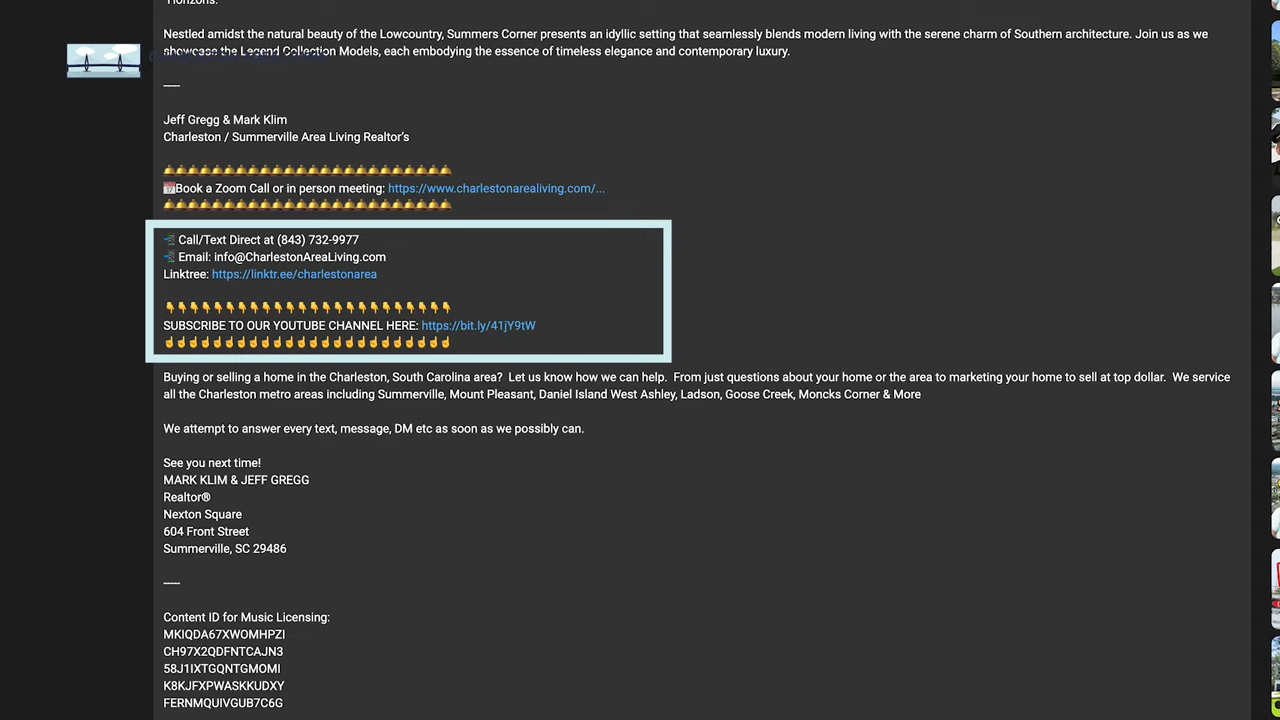 Horizons.
Nestled amidst the natural beauty of the Lowcountry, Summers Corner presents an idyllic setting that seamlessly blends modern living with the serene charm of Southern architecture. Join us as we
showcase the Legend Collection Models, each embodying the essence of timeless elegance and contemporary luxury.
___
Jeff Gregg & Mark Klim
Charleston / Summerville Area Living Realtor's
🛎🛎🛎🛎🛎🛎🛎🛎🛎🛎🛎🛎🛎🛎🛎🛎🛎🛎🛎🛎🛎🛎🛎🛎
📅Book a Zoom Call or in person meeting: https://www.charlestonarealiving.com/...
🛎🛎🛎🛎🛎🛎🛎🛎🛎🛎🛎🛎🛎🛎🛎🛎🛎🛎🛎🛎🛎🛎🛎🛎
📲 Call/Text Direct at (843) 732-9977
📲 Email: info@CharlestonAreaLiving.com
Linktree: https://linktr.ee/charlestonarea
👇👇👇👇👇👇👇👇👇👇👇👇👇👇👇👇👇👇👇👇👇👇👇👇
SUBSCRIBE TO OUR YOUTUBE CHANNEL HERE: https://bit.ly/41jY9tW
☝☝☝☝☝☝☝☝☝☝☝☝☝☝☝☝☝☝☝☝☝☝☝☝
Buying or selling a home in the Charleston, South Carolina area?  Let us know how we can help.  From just questions about your home or the area to marketing your home to sell at top dollar.  We service
all the Charleston metro areas including Summerville, Mount Pleasant, Daniel Island West Ashley, Ladson, Goose Creek, Moncks Corner & More
We attempt to answer every text, message, DM etc as soon as we possibly can.
See you next time!
MARK KLIM & JEFF GREGG
Realtor®
Nexton Square
604 Front Street
Summerville, SC 29486
___
Content ID for Music Licensing:
MKIQDA67XWOMHPZI
CH97X2QDFNTCAJN3
58J1IXTGQNTGMOMI
K8KJFXPWASKKUDXY
FERNMQUIVGUB7C6G